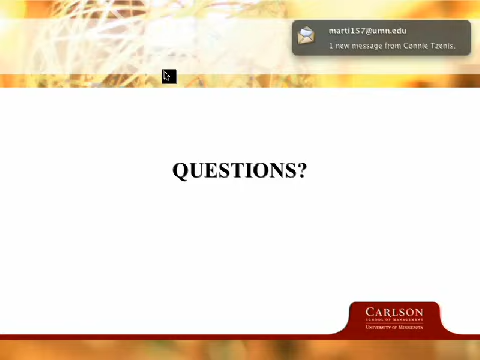 marti157@umn.edu
1 new message from Connie Tzenis.
QUESTIONS?
CARLSON
SCHOOL OF MANAGEMENT
UNIVERSITY OF MINNESOTA